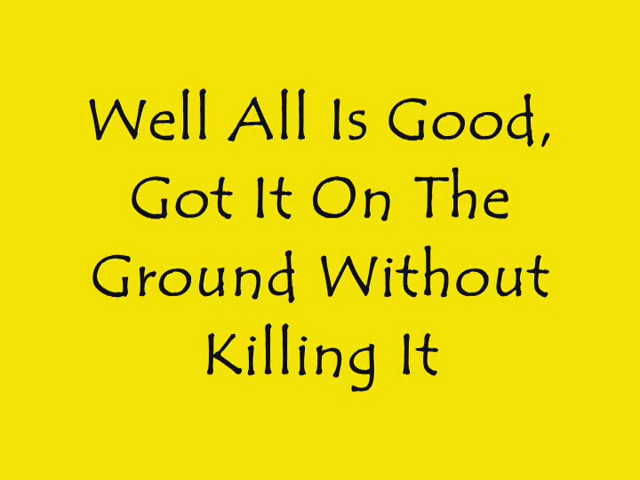 Well All Is Good,
Got It On The
Ground Without
Killing It